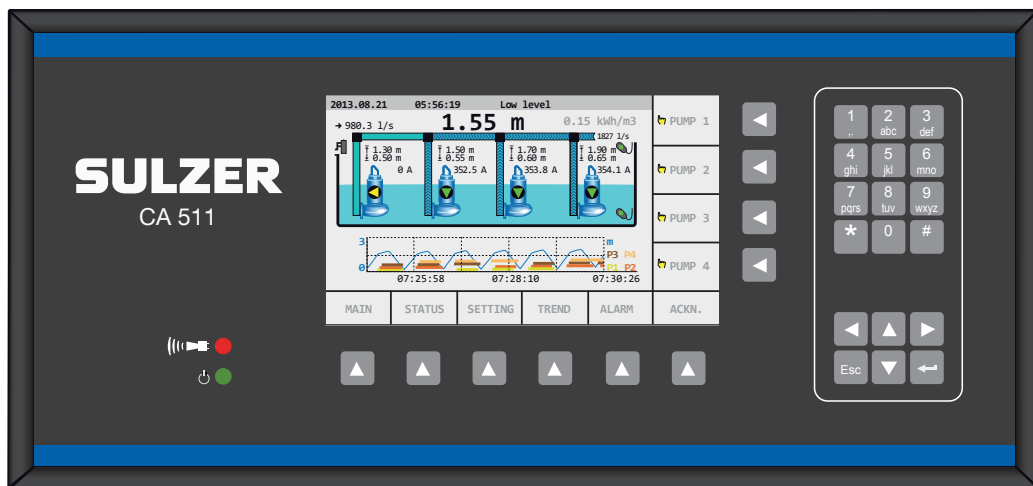 SULZER
CA 511
2013.08.21 05:56:19 Low level
980.3 l/s 1.55 m 0.15 kWh/m3
1827 l/s
1.30 m 1.50 m 1.70 m 1.90 m
0.50 m 0.55 m 0.60 m 0.65 m
0 A 352.5 A 353.8 A 354.1 A
3 m
P3 P4
0 P1 P2
07:25:58 07:28:10 07:30:26
PUMP 1
PUMP 2
PUMP 3
PUMP 4
MAIN STATUS SETTING TREND ALARM ACKN.
1 2 3
,. abc def
4 5 6
ghi jkl mno
7 8 9
pqrs tuv wxyz
* 0 #
Esc